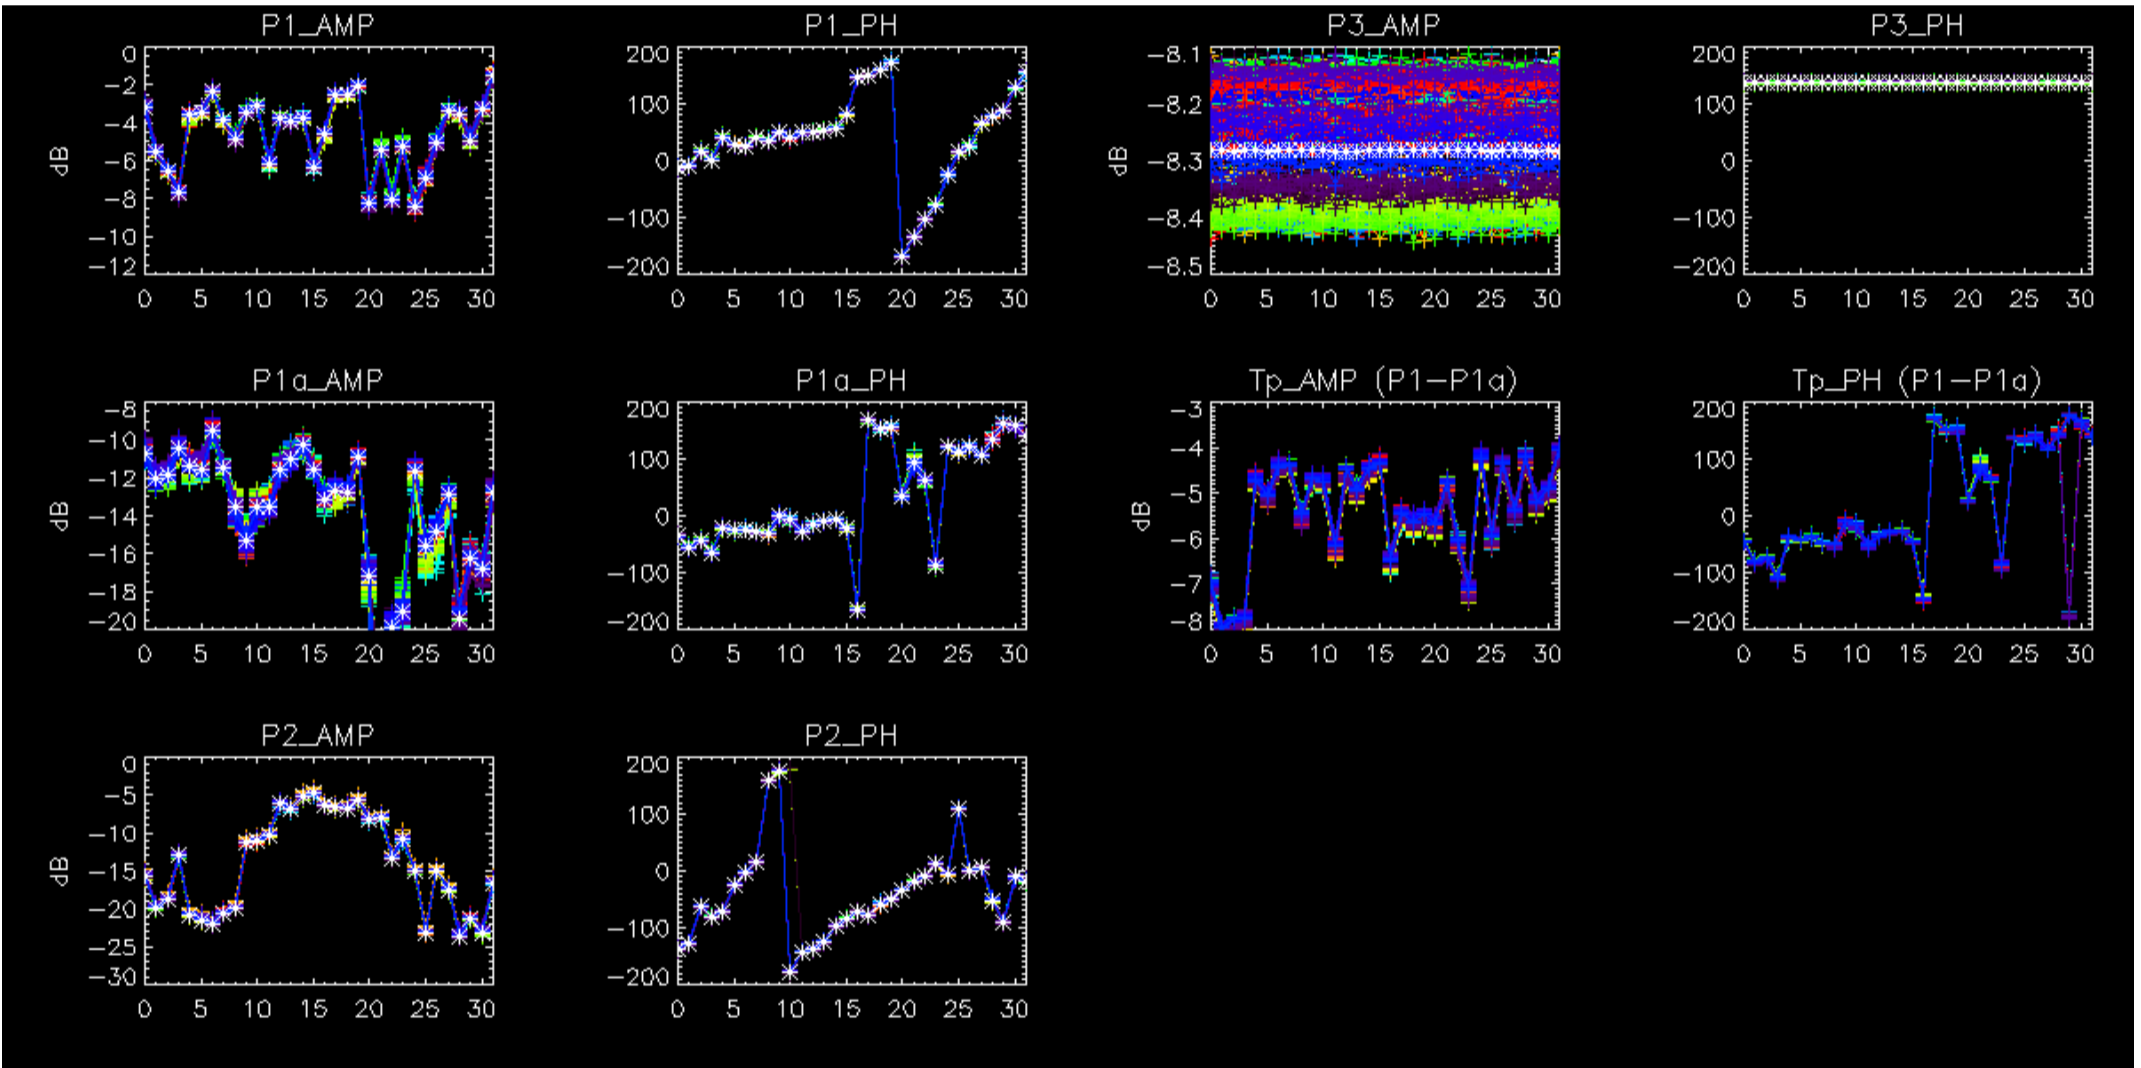 P1_AMP
P1_PH
P3_AMP
P3_PH
0
-2
-4
-6
-8
-10
-12
dB
0 5 10 15 20 25 30
200
100
0
-100
-200
0 5 10 15 20 25 30
-8.1
-8.2
-8.3
-8.4
-8.5
dB
0 5 10 15 20 25 30
200
100
0
-100
-200
0 5 10 15 20 25 30
P1a_AMP
P1a_PH
Tp_AMP (P1-P1a)
Tp_PH (P1-P1a)
-8
-10
-12
-14
-16
-18
-20
dB
0 5 10 15 20 25 30
200
100
0
-100
-200
0 5 10 15 20 25 30
-3
-4
-5
-6
-7
-8
dB
0 5 10 15 20 25 30
200
100
0
-100
-200
0 5 10 15 20 25 30
P2_AMP
P2_PH
0
-5
-10
-15
-20
-25
-30
dB
0 5 10 15 20 25 30
200
100
0
-100
-200
0 5 10 15 20 25 30